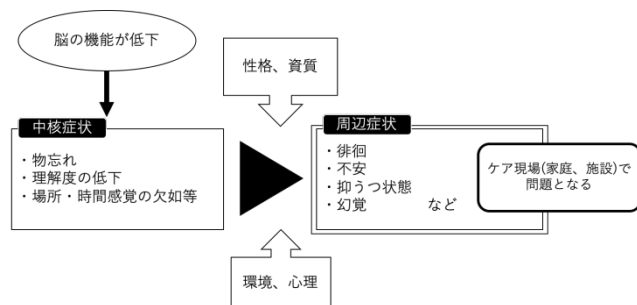 脳の機能が低下
性格、資質
中核症状
・物忘れ
・理解度の低下
・場所・時間感覚の欠如等
周辺症状
・徘徊
・不安
・抑うつ状態
・幻覚　　　など
ケア現場(家庭、施設)で
問題となる
環境、心理